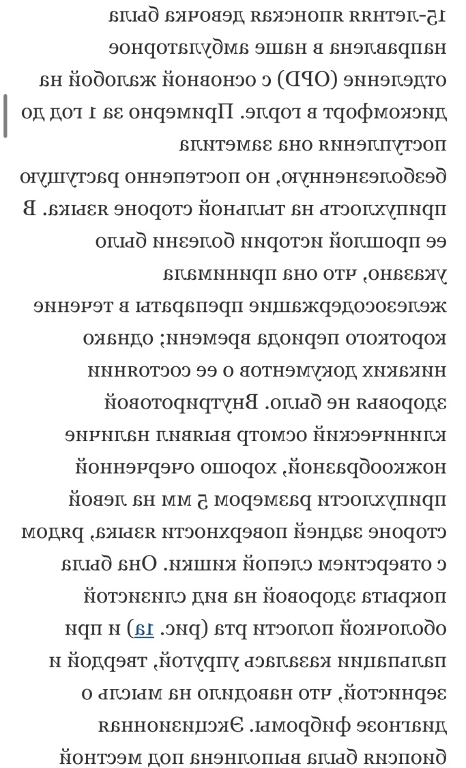 15-летняя японская девочка была
направлена в наше амбулаторное
отделение (OPD) с основной жалобой на
дискомфорт в горле. Примерно за 1 год до
поступления она заметила
безболезненную, но постепенно растущую
припухлость на тыльной стороне языка. В
ее прошлой истории болезни было
указано, что она принимала
железосодержащие препараты в течение
короткого периода времени; однако
никаких документов о ее состоянии
здоровья не было. Внутриротовой
клинический осмотр выявил наличие
ножкообразной, хорошо очерченной
припухлости размером 5 мм на левой
стороне задней поверхности языка, рядом
с отверстием слепой кишки. Она была
покрыта здоровой на вид слизистой
оболочкой полости рта (рис. 1a) и при
пальпации казалась упругой, твердой и
зернистой, что наводило на мысль о
диагнозе фибромы. Эксцизионная
биопсия была выполнена под местной